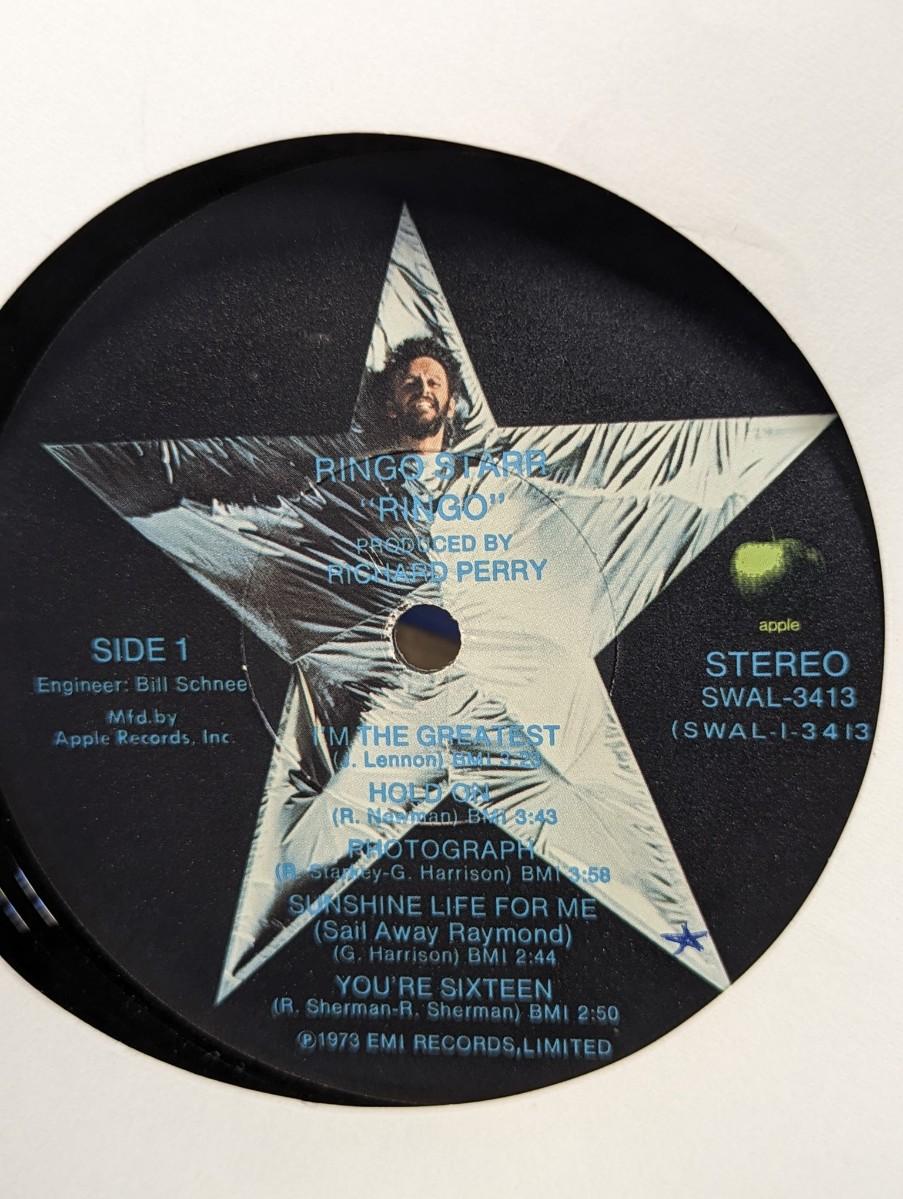 RINGO STARR
"RINGO"
PRODUCED BY
RICHARD PERRY
apple
SIDE 1
Engineer: Bill Schnee
Mfd.by
Apple Records, Inc.
STEREO
SWAL-3413
(SWAL-1-3413
I'M THE GREATEST
(J. Lennon) BMI
HOLD ON
(R. Newman) BMI 3:43
PHOTOGRAPH
(R. Starkey-G. Harrison) BMI 3:58
SUNSHINE LIFE FOR ME
(Sail Away Raymond)
(G. Harrison) BMI 2:44
YOU'RE SIXTEEN
(R. Sherman-R. Sherman) BMI 2:50
℗1973 EMI RECORDS,LIMITED